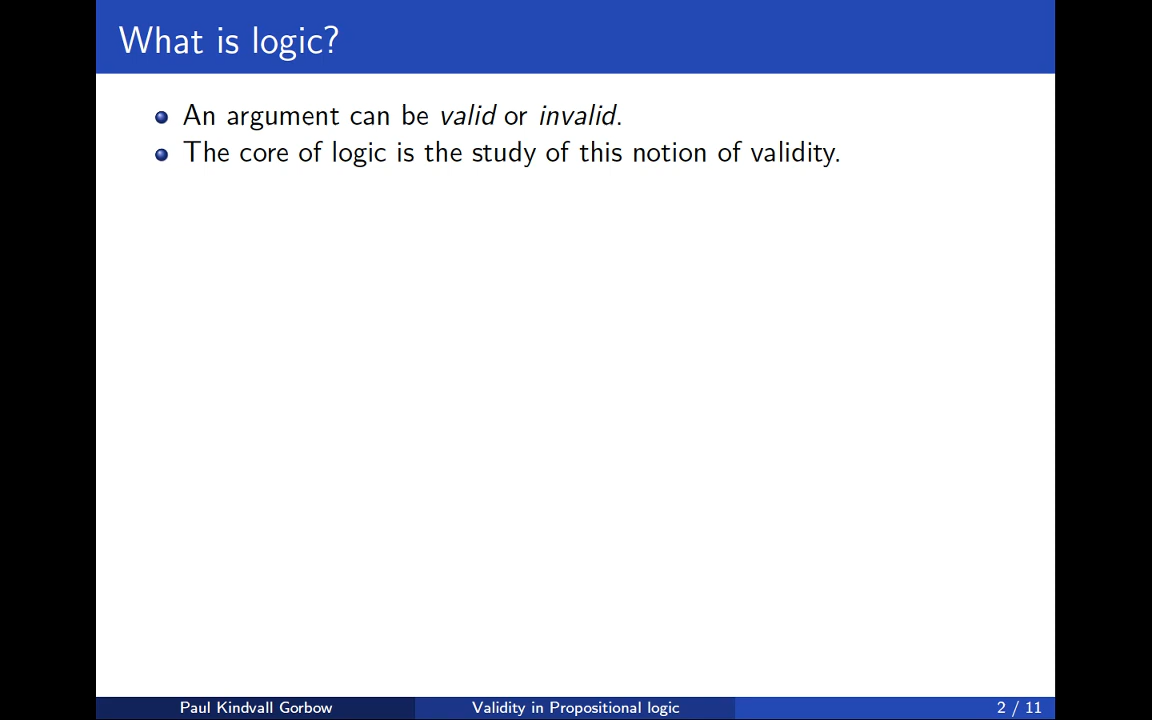 What is logic?
An argument can be valid or invalid.
The core of logic is the study of this notion of validity.
Paul Kindvall Gorbow
Validity in Propositional logic
2 / 11